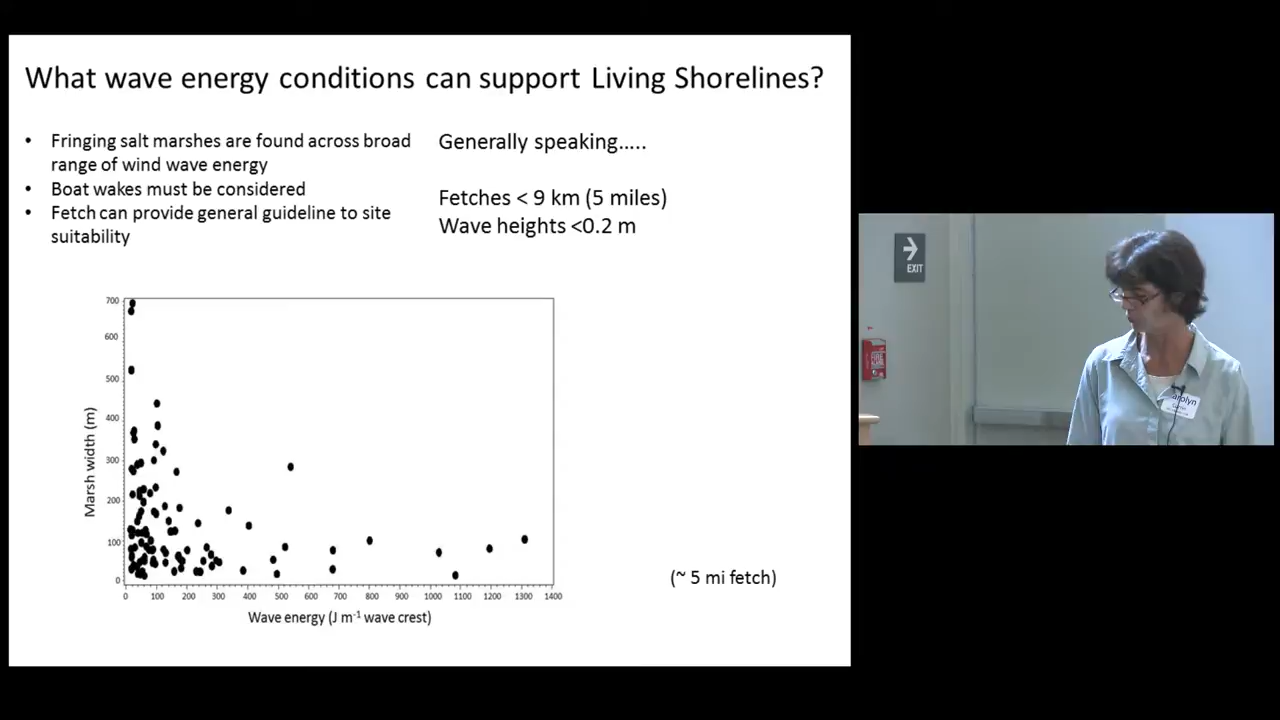 What wave energy conditions can support Living Shorelines?
• Fringing salt marshes are found across broad
range of wind wave energy
• Boat wakes must be considered
• Fetch can provide general guideline to site
suitability
Generally speaking.....
Fetches < 9 km (5 miles)
Wave heights <0.2 m
700
600
500
400
300
200
100
0
Marsh width (m)
0 100 200 300 400 500 600 700 800 900 1000 1100 1200 1300 1400
Wave energy (J m⁻¹ wave crest)
(~ 5 mi fetch)
EXIT
FIRE
arolyn